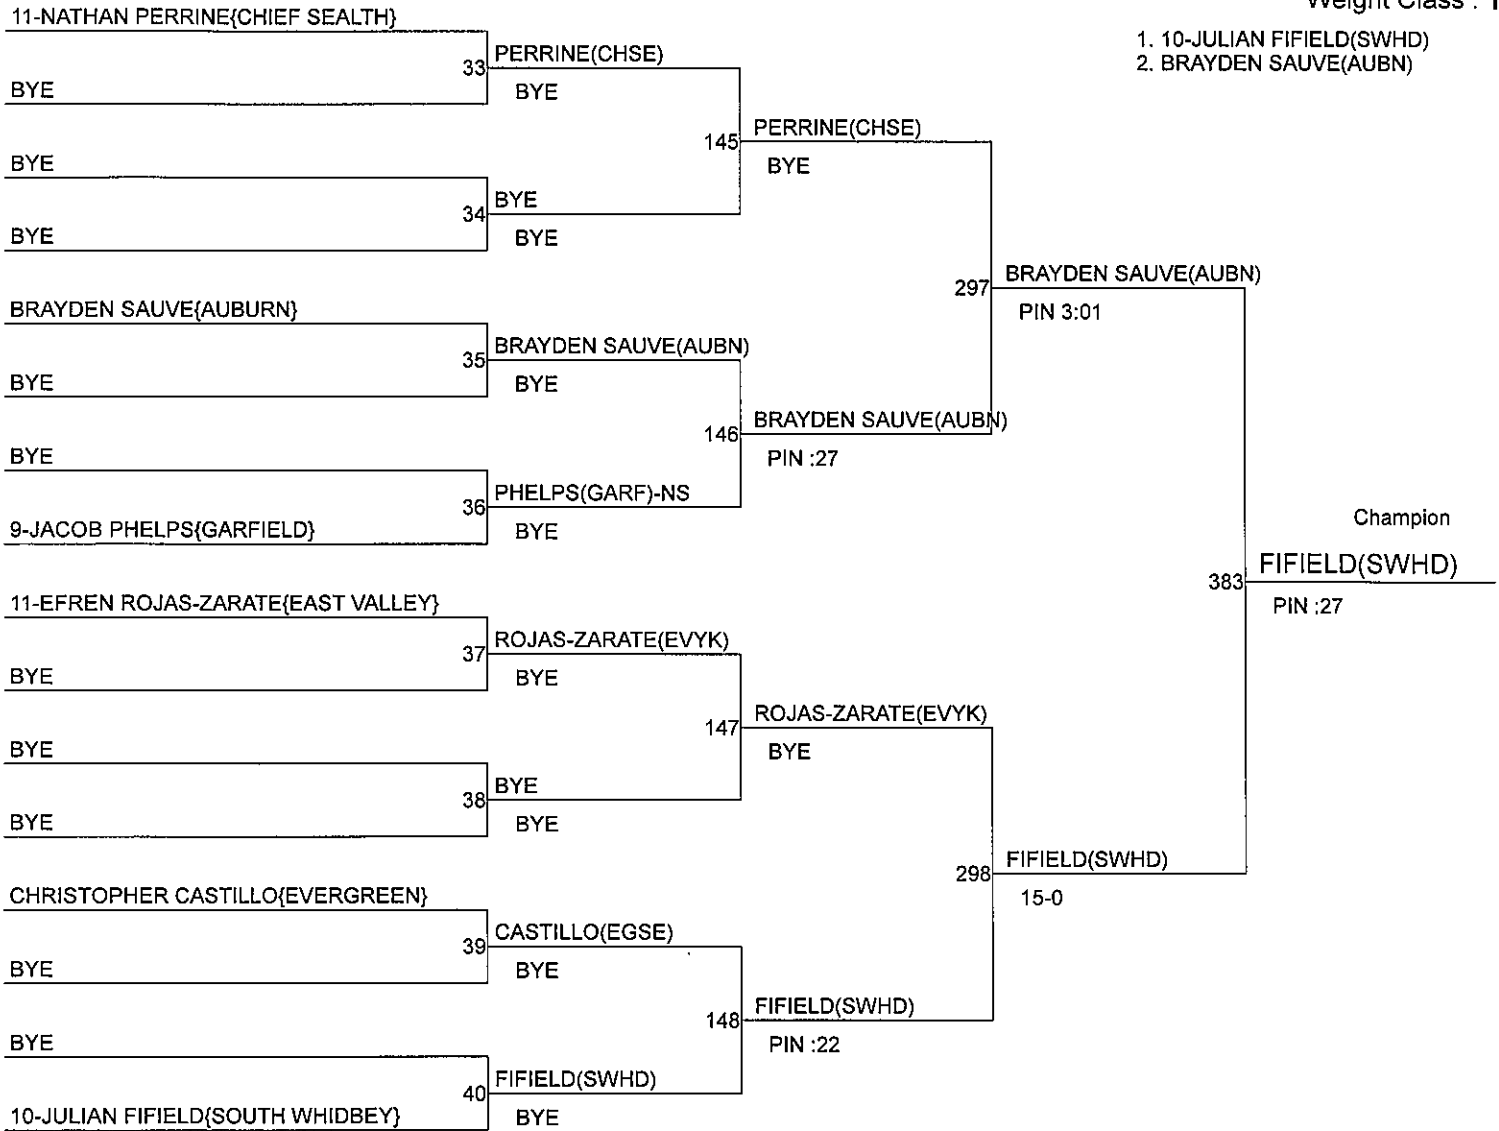 Weight Class :
1. 10-JULIAN FIFIELD(SWHD)
2. BRAYDEN SAUVE(AUBN)
11-NATHAN PERRINE{CHIEF SEALTH}
33
PERRINE(CHSE)
BYE
BYE
145
PERRINE(CHSE)
BYE
BYE
34
BYE
BYE
BYE
297
BRAYDEN SAUVE(AUBN)
PIN 3:01
BRAYDEN SAUVE{AUBURN}
35
BRAYDEN SAUVE(AUBN)
BYE
BYE
146
BRAYDEN SAUVE(AUBN)
PIN :27
BYE
36
PHELPS(GARF)-NS
BYE
9-JACOB PHELPS{GARFIELD}
Champion
383
FIFIELD(SWHD)
PIN :27
11-EFREN ROJAS-ZARATE{EAST VALLEY}
37
ROJAS-ZARATE(EVYK)
BYE
BYE
147
ROJAS-ZARATE(EVYK)
BYE
BYE
38
BYE
BYE
BYE
298
FIFIELD(SWHD)
15-0
CHRISTOPHER CASTILLO{EVERGREEN}
39
CASTILLO(EGSE)
BYE
BYE
148
FIFIELD(SWHD)
PIN :22
BYE
40
FIFIELD(SWHD)
BYE
10-JULIAN FIFIELD{SOUTH WHIDBEY}